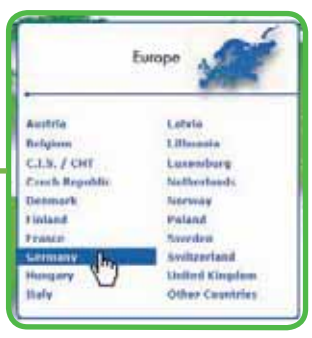 Europe
Austria
Belgium
C.I.S. / СНГ
Czech Republic
Denmark
Finland
France
Germany
Hungary
Italy
Latvia
Lithuania
Luxemburg
Netherlands
Norway
Poland
Sweden
Switzerland
United Kingdom
Other Countries